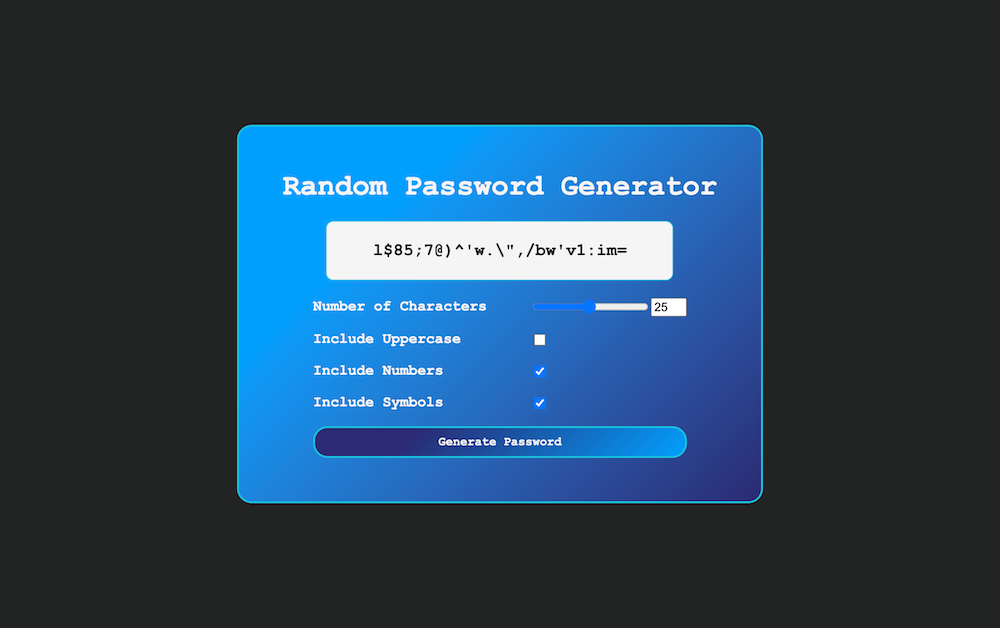 Random Password Generator
l$85;7@)^'w.\",/bw'v1:im=
Number of Characters 25
Include Uppercase
Include Numbers
Include Symbols
Generate Password